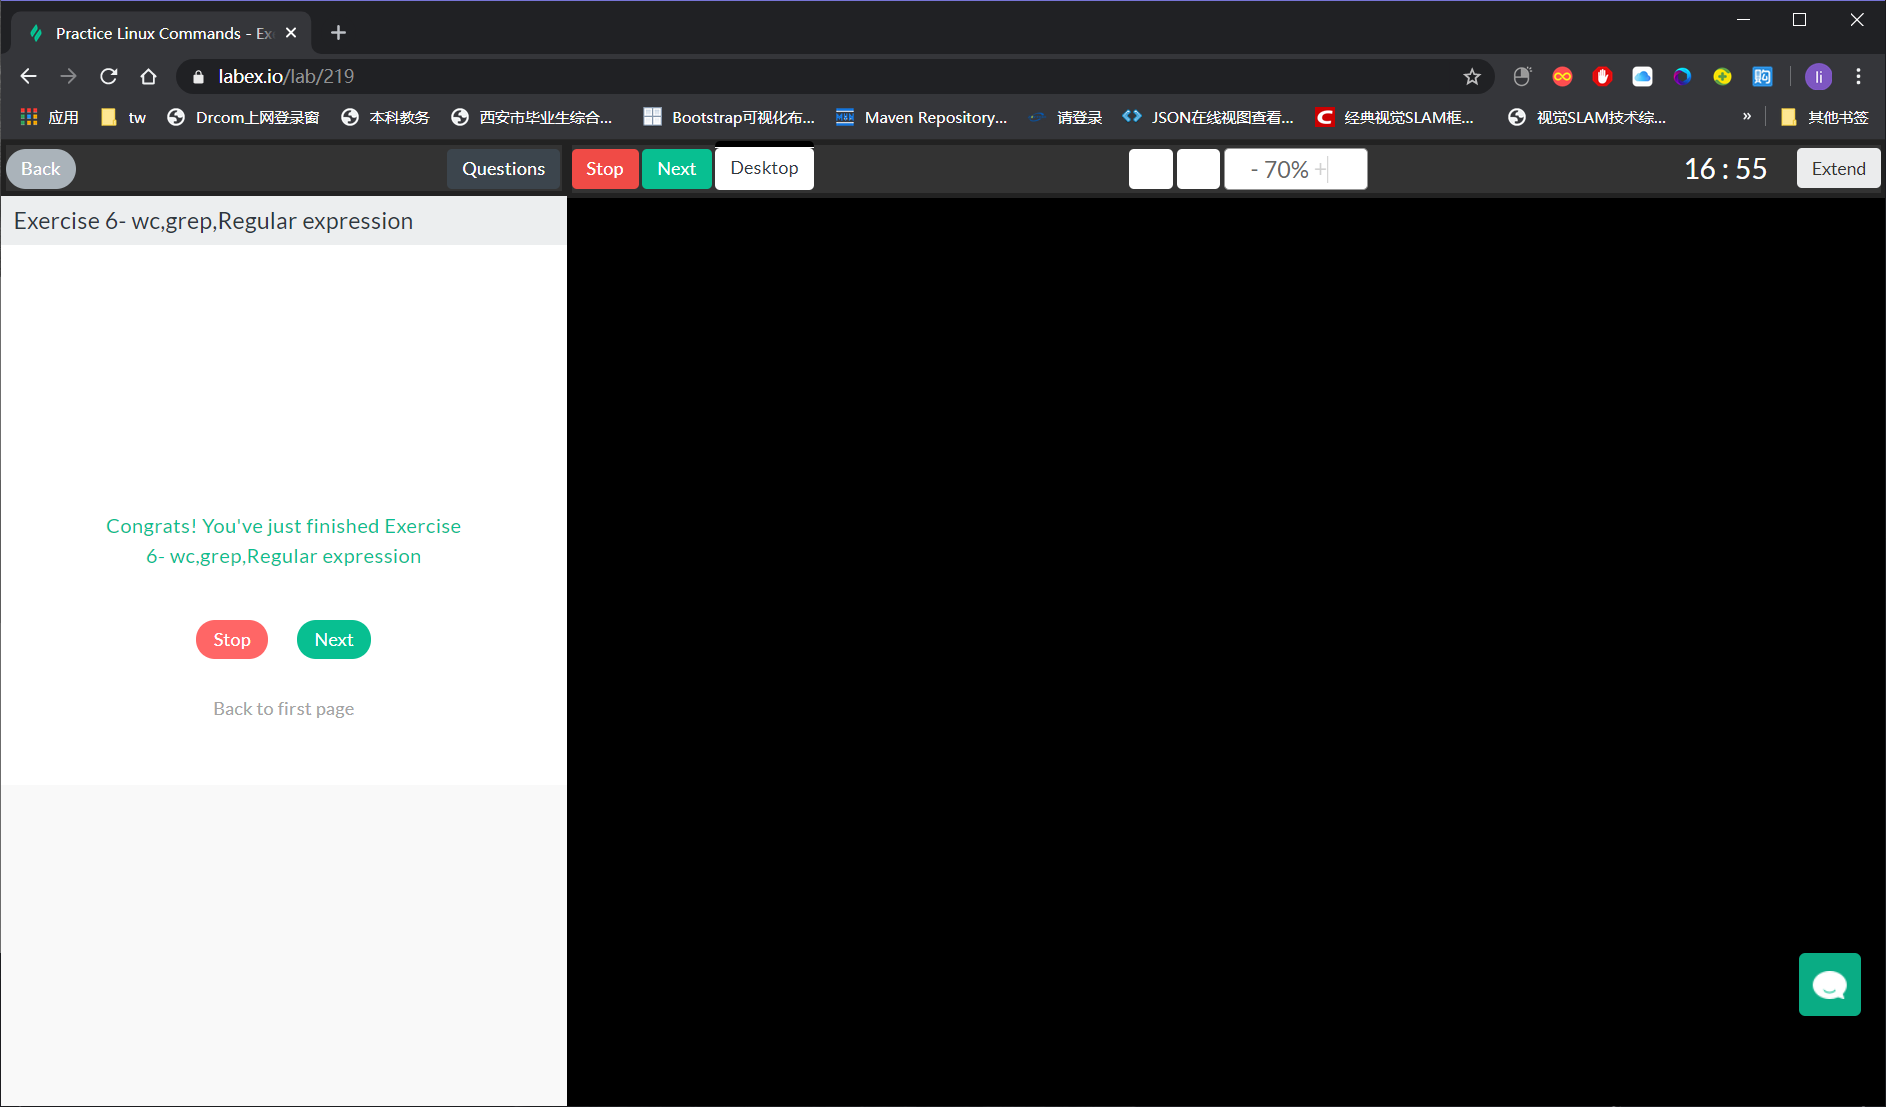 Practice Linux Commands - Ex
labex.io/lab/219
li
应用
tw
Drcom上网登录窗
本科教务
西安市毕业生综合...
Bootstrap可视化布...
Maven Repository...
请登录
JSON在线视图查看...
经典视觉SLAM框...
视觉SLAM技术综...
»
其他书签
Back
Questions
Stop
Next
Desktop
- 70% +
16 : 55
Extend
Exercise 6- wc,grep,Regular expression
Congrats! You've just finished Exercise
6- wc,grep,Regular expression
Stop
Next
Back to first page